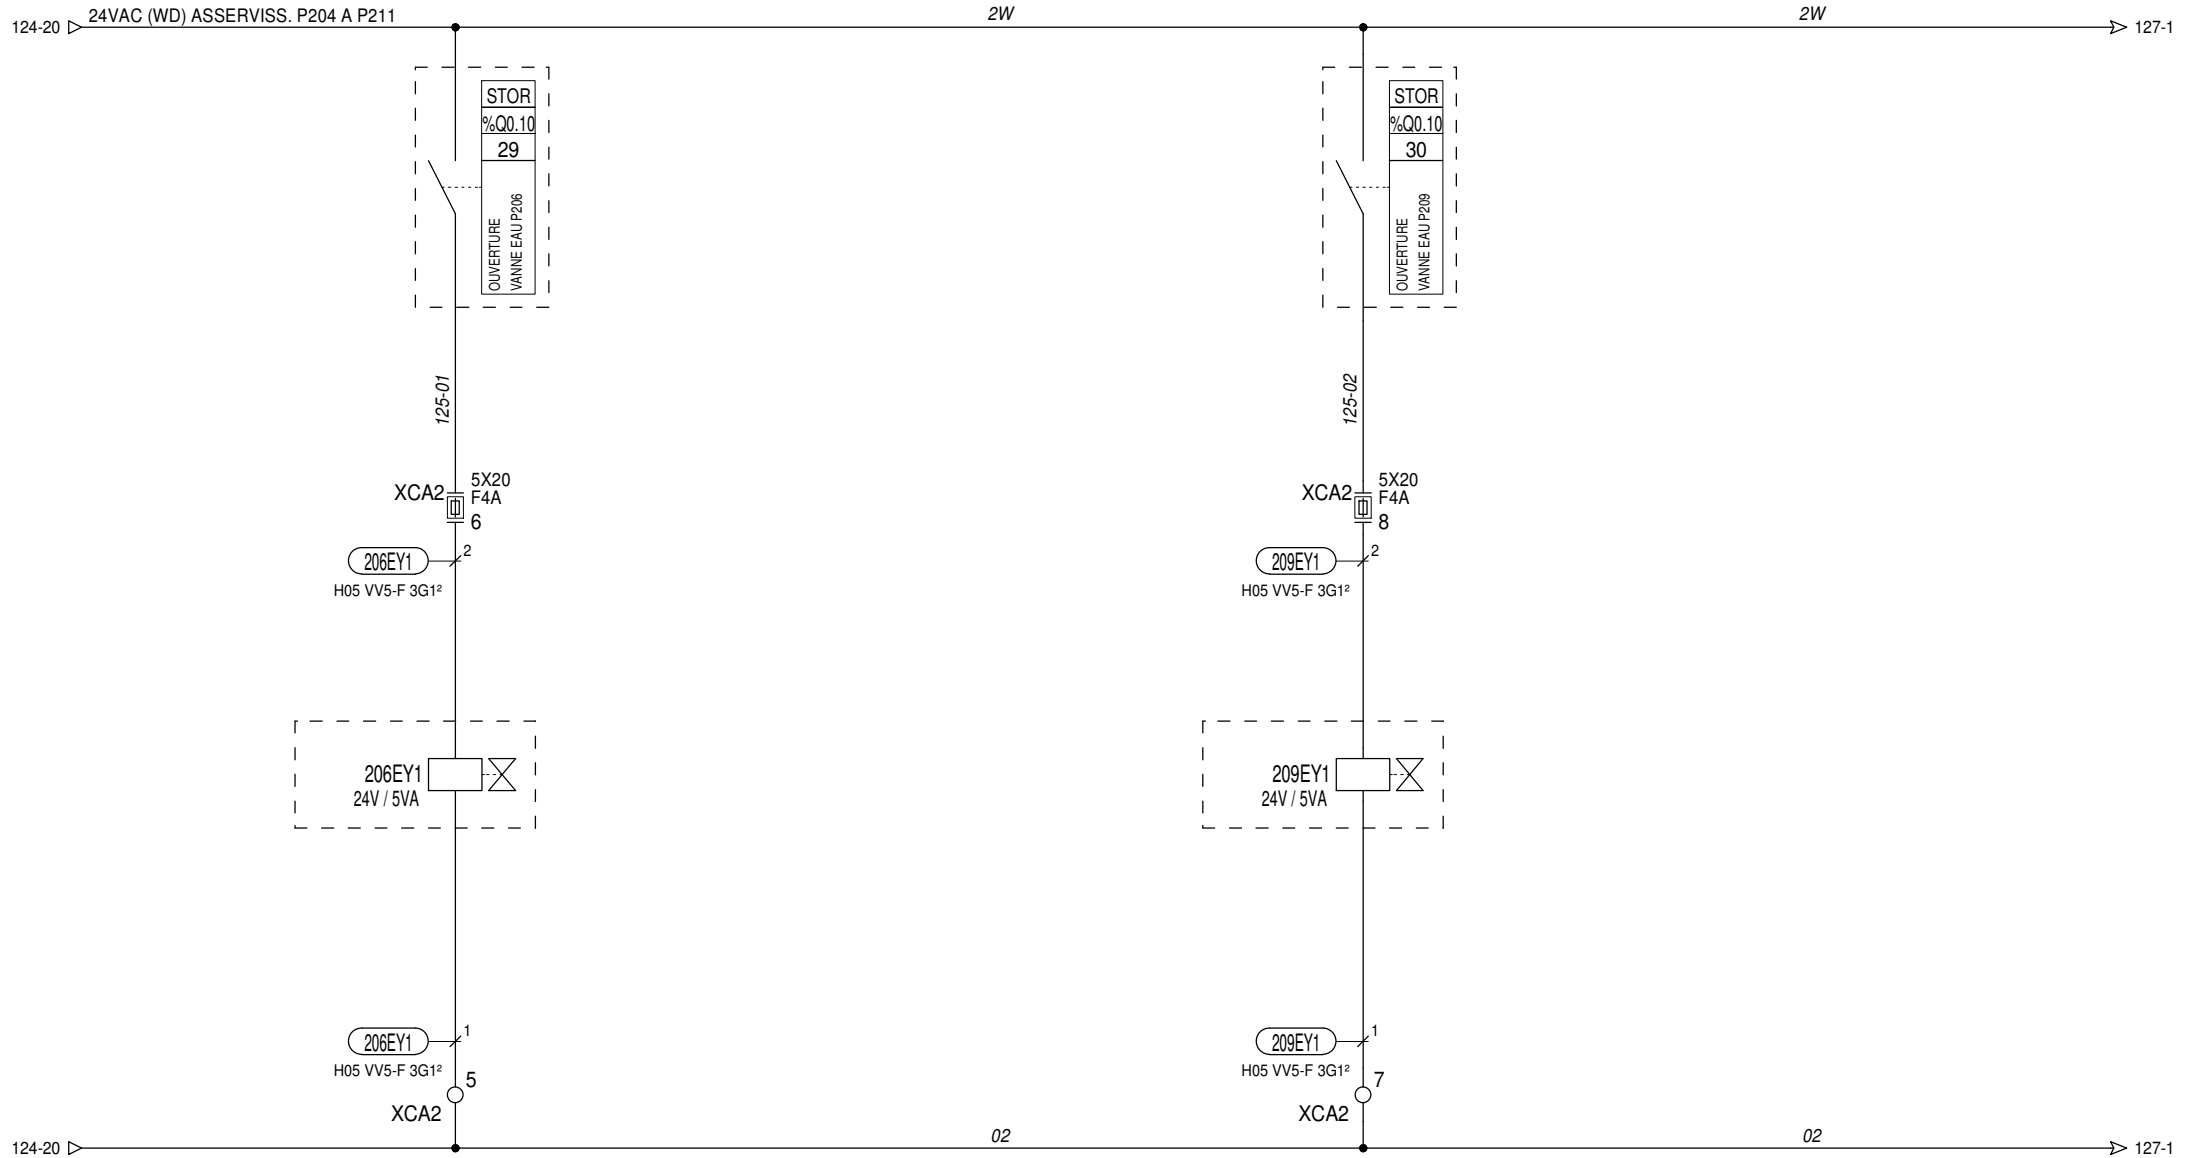 24VAC (WD) ASSERVISS. P204 A P211
124-20
2W
2W
127-1
STOR
%Q0.10
29
OUVERTURE
VANNE EAU P206
STOR
%Q0.10
30
OUVERTURE
VANNE EAU P209
125-01
125-02
XCA2
5X20
F4A
6
XCA2
5X20
F4A
8
206EY1
2
H05 VV5-F 3G1²
209EY1
2
H05 VV5-F 3G1²
206EY1
24V / 5VA
209EY1
24V / 5VA
206EY1
1
H05 VV5-F 3G1²
5
XCA2
209EY1
1
H05 VV5-F 3G1²
7
XCA2
124-20
02
02
127-1